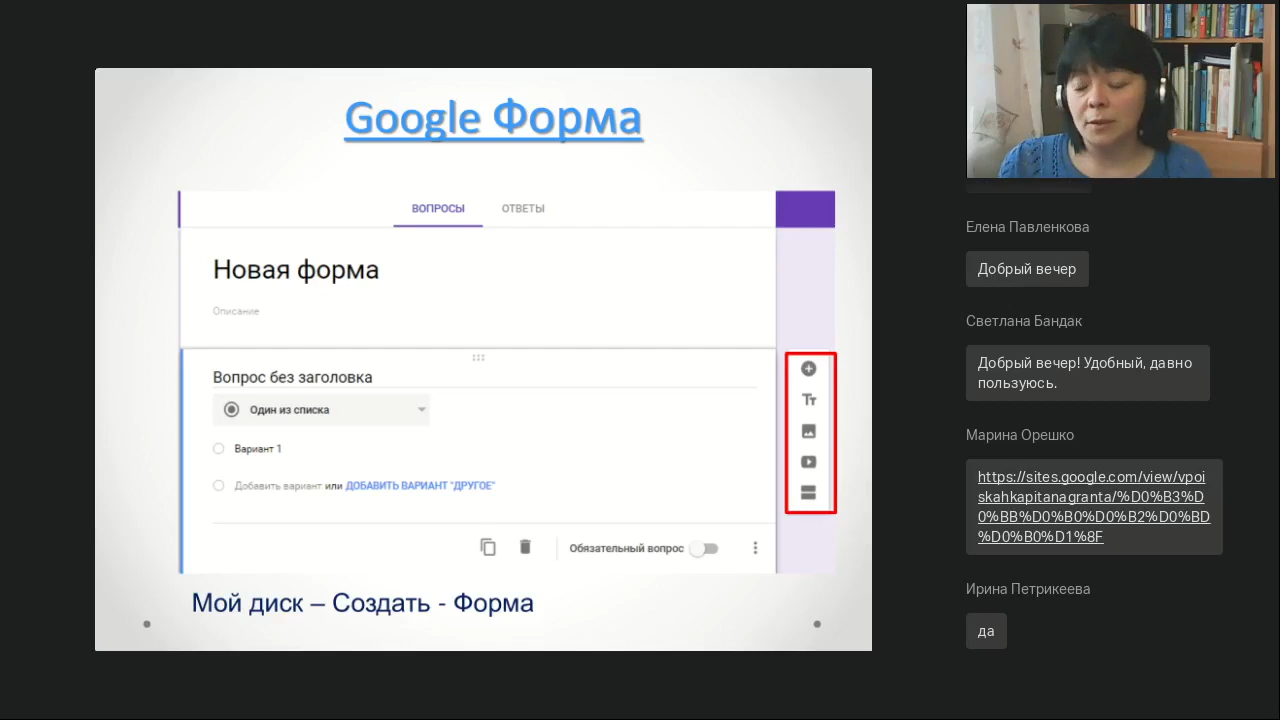 Google Форма
ВОПРОСЫ ОТВЕТЫ
Новая форма
Описание
Вопрос без заголовка
Один из списка
Вариант 1
Добавить вариант или ДОБАВИТЬ ВАРИАНТ "ДРУГОЕ"
Обязательный вопрос
Мой диск – Создать - Форма
Елена Павленкова
Добрый вечер
Светлана Бандак
Добрый вечер! Удобный, давно
пользуюсь.
Марина Орешко
https://sites.google.com/view/vpoi
skahkapitanagranta/%D0%B3%D
0%BB%D0%B0%D0%B2%D0%BD
%D0%B0%D1%8F
Ирина Петрикеева
да